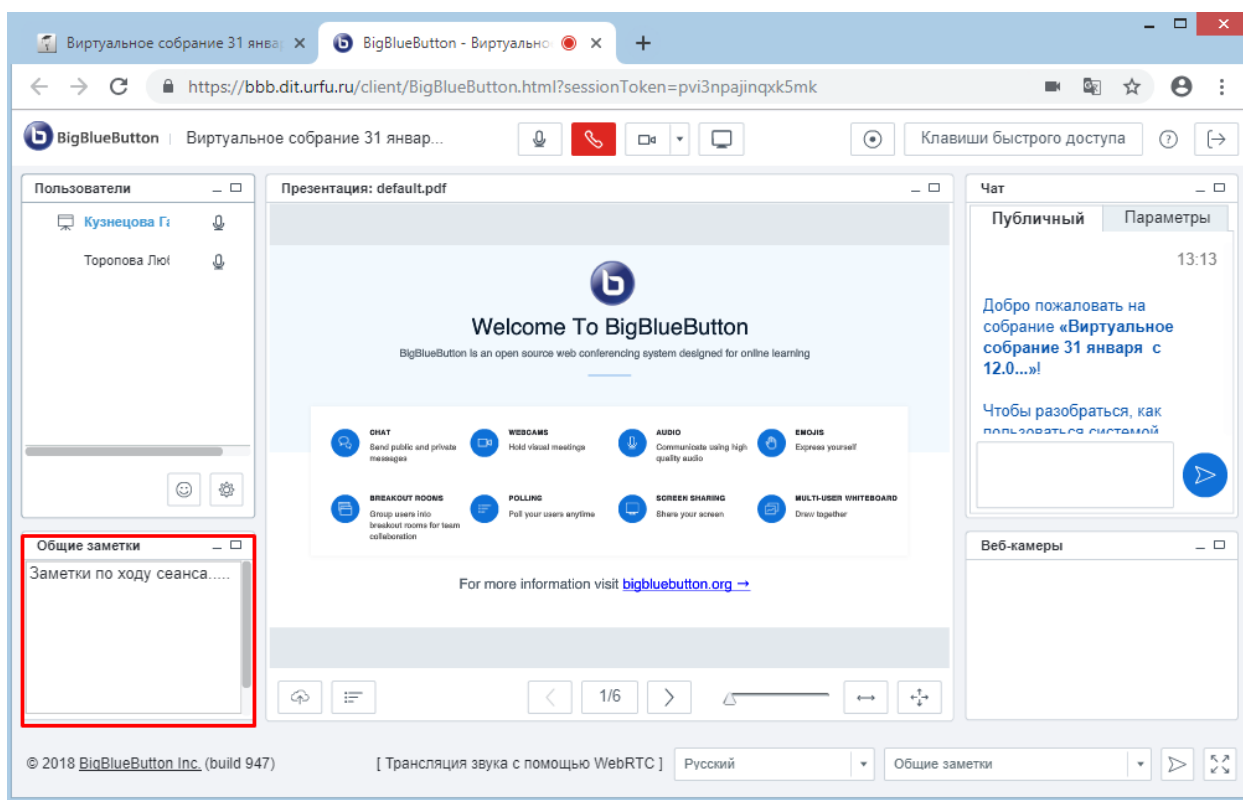 Виртуальное собрание 31 янва
BigBlueButton - Виртуально
https://bbb.dit.urfu.ru/client/BigBlueButton.html?sessionToken=pvi3npajinqxk5mk
BigBlueButton
Виртуальное собрание 31 январ...
Клавиши быстрого доступа
Пользователи
Кузнецова Га
Торопова Люб
Общие заметки
Заметки по ходу сеанса.....
Презентация: default.pdf
Welcome To BigBlueButton
BigBlueButton is an open source web conferencing system designed for online learning
CHAT
Send public and private
messages
WEBCAMS
Hold visual meetings
AUDIO
Communicate using high
quality audio
EMOJIS
Express yourself
BREAKOUT ROOMS
Group users into
breakout rooms for team
collaboration
POLLING
Poll your users anytime
SCREEN SHARING
Share your screen
MULTI-USER WHITEBOARD
Draw together
For more information visit bigbluebutton.org →
1/6
Чат
Публичный
Параметры
13:13
Добро пожаловать на
собрание «Виртуальное
собрание 31 января с
12.0...»!
Чтобы разобраться, как
пользоваться системой
Веб-камеры
© 2018 BigBlueButton Inc. (build 947)
[ Трансляция звука с помощью WebRTC ]
Русский
Общие заметки